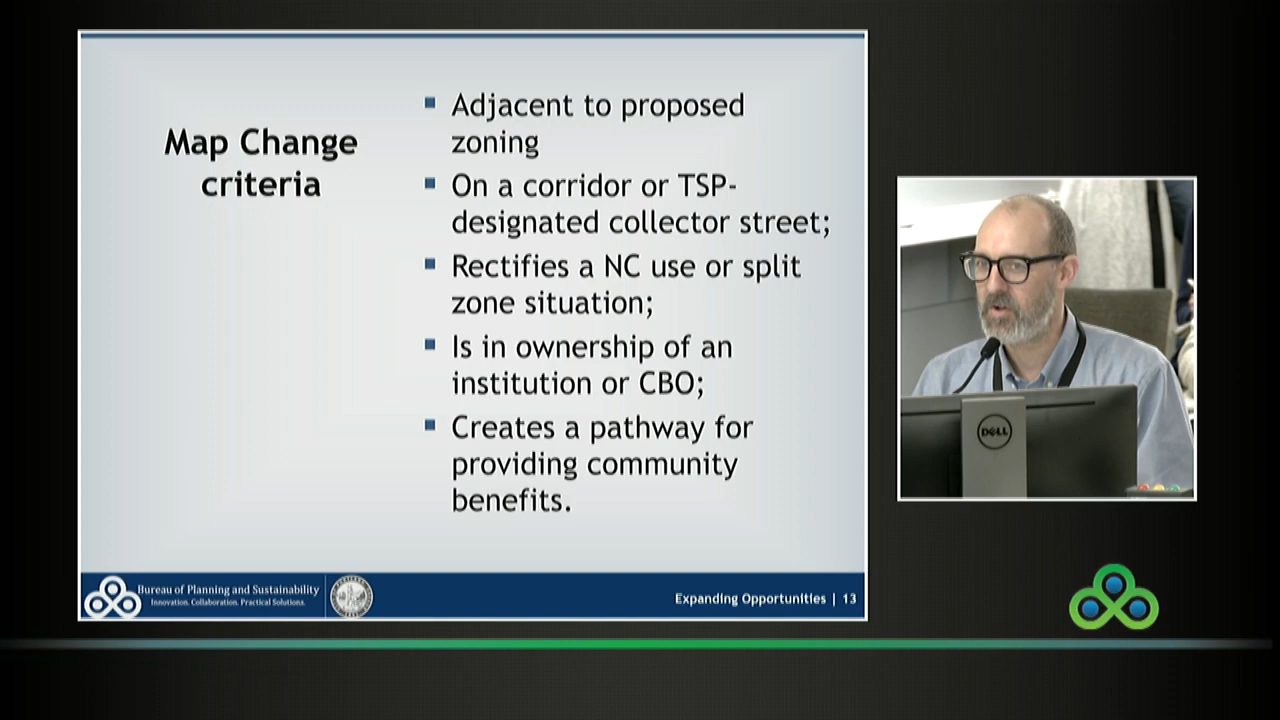 Map Change
criteria
Adjacent to proposed
zoning
On a corridor or TSP-
designated collector street;
Rectifies a NC use or split
zone situation;
Is in ownership of an
institution or CBO;
Creates a pathway for
providing community
benefits.
Bureau of Planning and Sustainability
Innovation. Collaboration. Practical Solutions.
Expanding Opportunities | 13
DELL